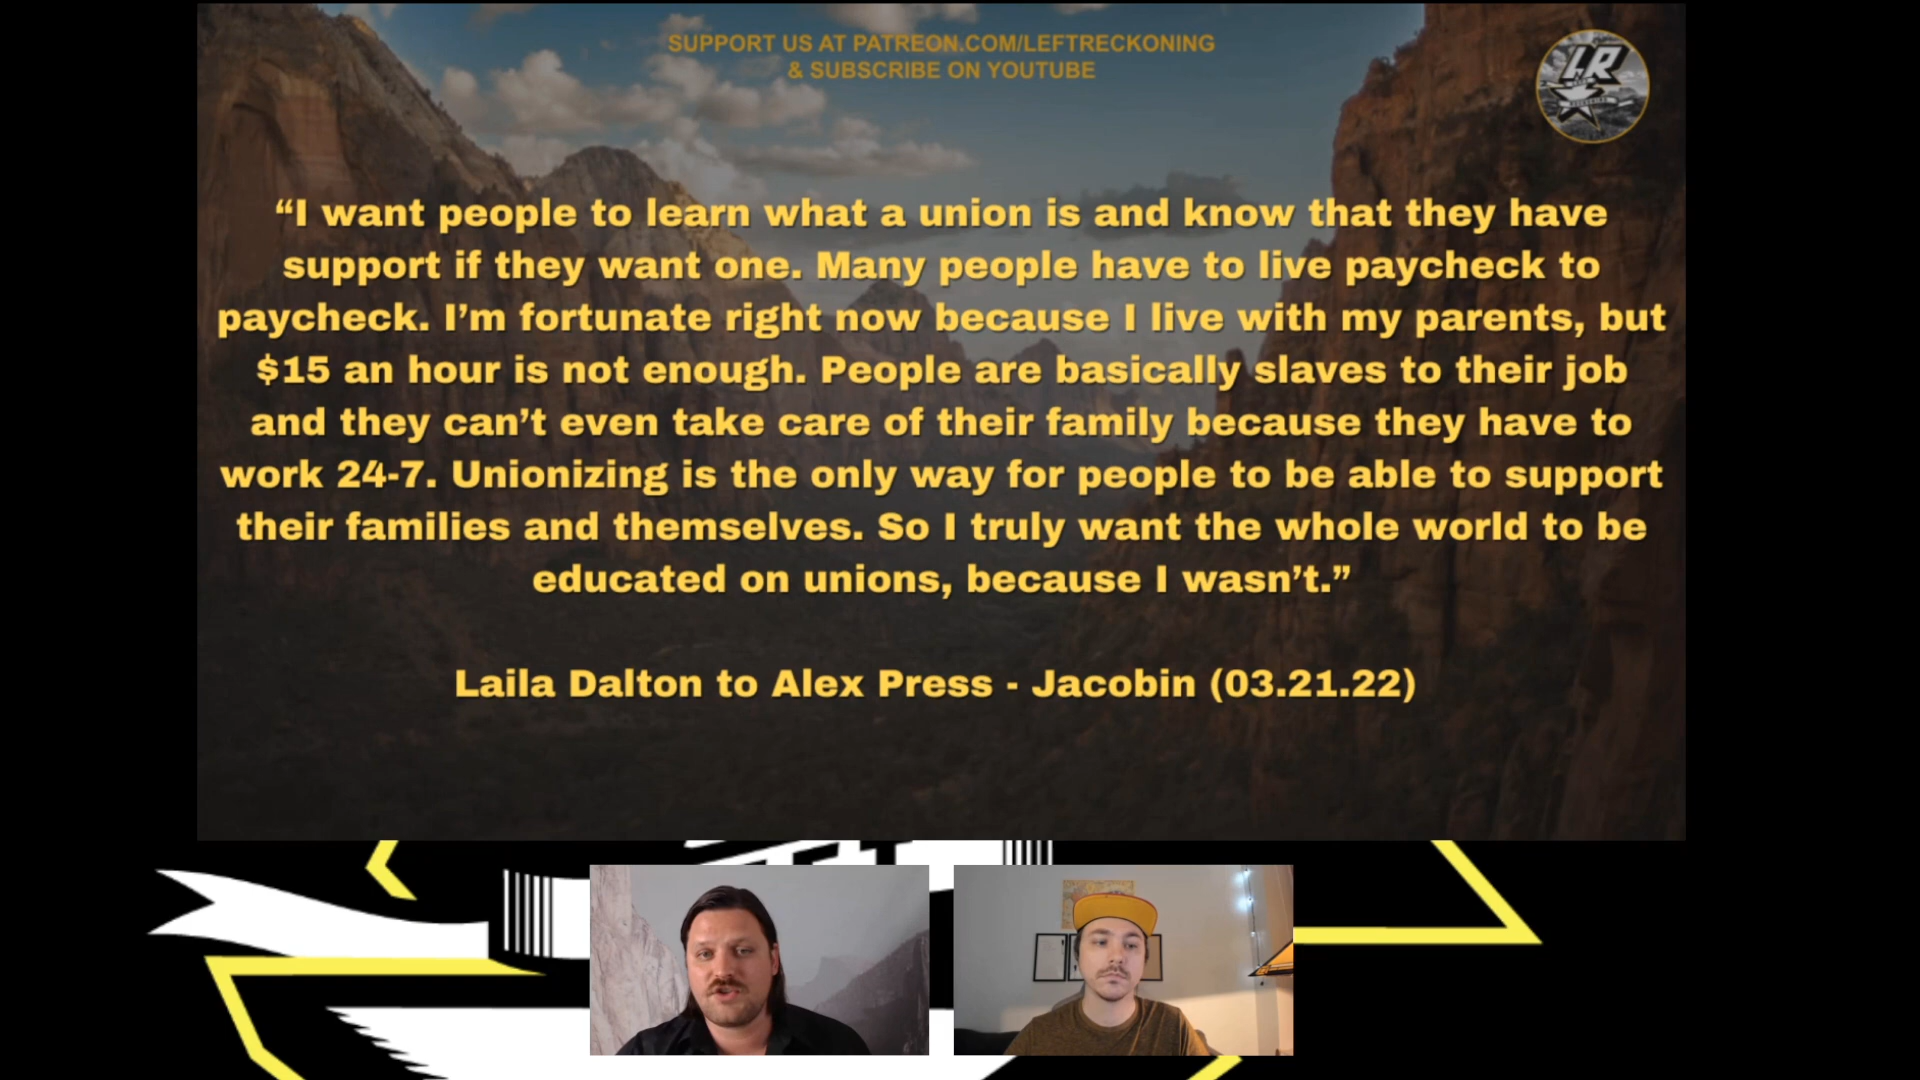 SUPPORT US AT PATREON.COM/LEFTRECKONING
& SUBSCRIBE ON YOUTUBE
LR
“I want people to learn what a union is and know that they have
support if they want one. Many people have to live paycheck to
paycheck. I’m fortunate right now because I live with my parents, but
$15 an hour is not enough. People are basically slaves to their job
and they can’t even take care of their family because they have to
work 24-7. Unionizing is the only way for people to be able to support
their families and themselves. So I truly want the whole world to be
educated on unions, because I wasn’t.”
Laila Dalton to Alex Press - Jacobin (03.21.22)